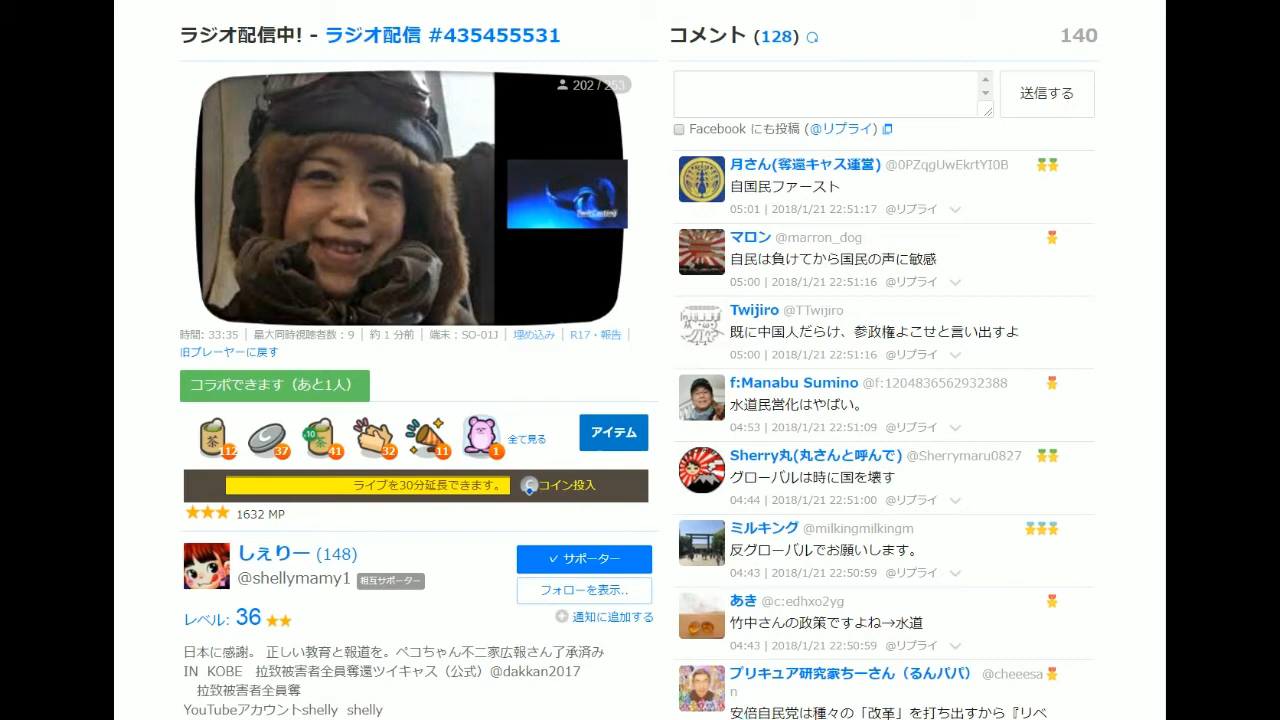 ラジオ配信中! - ラジオ配信 #435455531
202 / 253
TwitCasting
時間: 33:35 | 最大同時視聴者数 : 9 | 約 1 分前 | 端末 : SO-01J | 埋め込み | R17・報告 |
旧プレーヤーに戻す
コラボできます（あと1人）
茶 112 C 37 ×10 茶 41 32 11 1 全て見る アイテム
ライブを30分延長できます。 C コイン投入
1632 MP
しぇりー (148)
@shellymamy1 相互サポーター
✓ サポーター
フォローを表示..
レベル: 36
通知に追加する
日本に感謝。 正しい教育と報道を。ペコちゃん不二家広報さん了承済み
IN KOBE 拉致被害者全員奪還ツイキャス（公式）@dakkan2017
拉致被害者全員奪
YouTubeアカウントshelly shelly
コメント (128) 140
送信する
Facebook にも投稿 (@リプライ)
月さん(奪還キャス運営) @0PZqgUwEkrtYI0B
自国民ファースト
05:01 | 2018/1/21 22:51:17 @リプライ
マロン @marron_dog
自民は負けてから国民の声に敏感
05:00 | 2018/1/21 22:51:16 @リプライ
Twijiro @TTwijiro
既に中国人だらけ、参政権よこせと言い出すよ
05:00 | 2018/1/21 22:51:16 @リプライ
f:Manabu Sumino @f:1204836562932388
水道民営化はやばい。
04:53 | 2018/1/21 22:51:09 @リプライ
Sherry丸(丸さんと呼んで) @Sherrymaru0827
グローバルは時に国を壊す
04:44 | 2018/1/21 22:51:00 @リプライ
ミルキング @milkingmilkingm
反グローバルでお願いします。
04:43 | 2018/1/21 22:50:59 @リプライ
あき @c:edhxo2yg
竹中さんの政策ですよね→水道
04:43 | 2018/1/21 22:50:59 @リプライ
プリキュア研究家ちーさん（るんパパ） @cheeesa
n
安倍自民党は種々の「改革」を打ち出すから『リベ